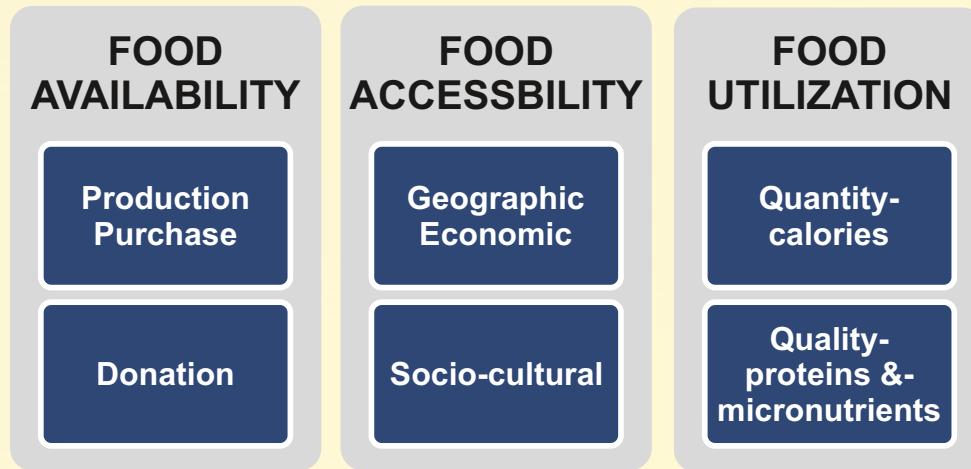 FOOD
AVAILABILITY
Production
Purchase
Donation
FOOD
ACCESSBILITY
Geographic
Economic
Socio-cultural
FOOD
UTILIZATION
Quantity-
calories
Quality-
proteins &-
micronutrients